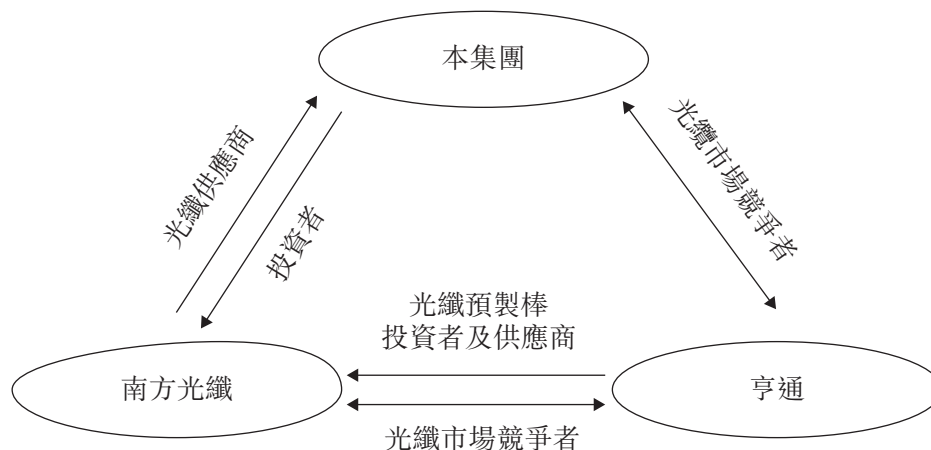 本集團
光纖供應商
投資者
光纜市場競爭者
光纖預製棒
投資者及供應商
南方光纖
亨通
光纖市場競爭者